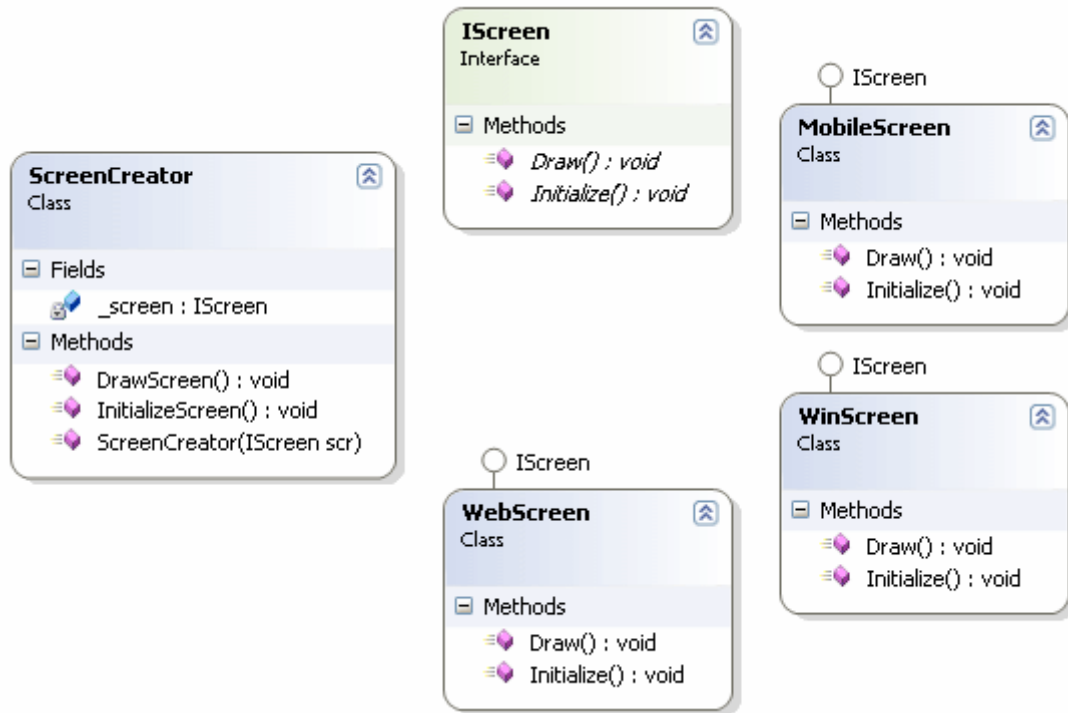 ScreenCreator
Class
Fields
_screen : IScreen
Methods
DrawScreen() : void
InitializeScreen() : void
ScreenCreator(IScreen scr)
IScreen
Interface
Methods
Draw() : void
Initialize() : void
IScreen
WebScreen
Class
Methods
Draw() : void
Initialize() : void
IScreen
MobileScreen
Class
Methods
Draw() : void
Initialize() : void
IScreen
WinScreen
Class
Methods
Draw() : void
Initialize() : void